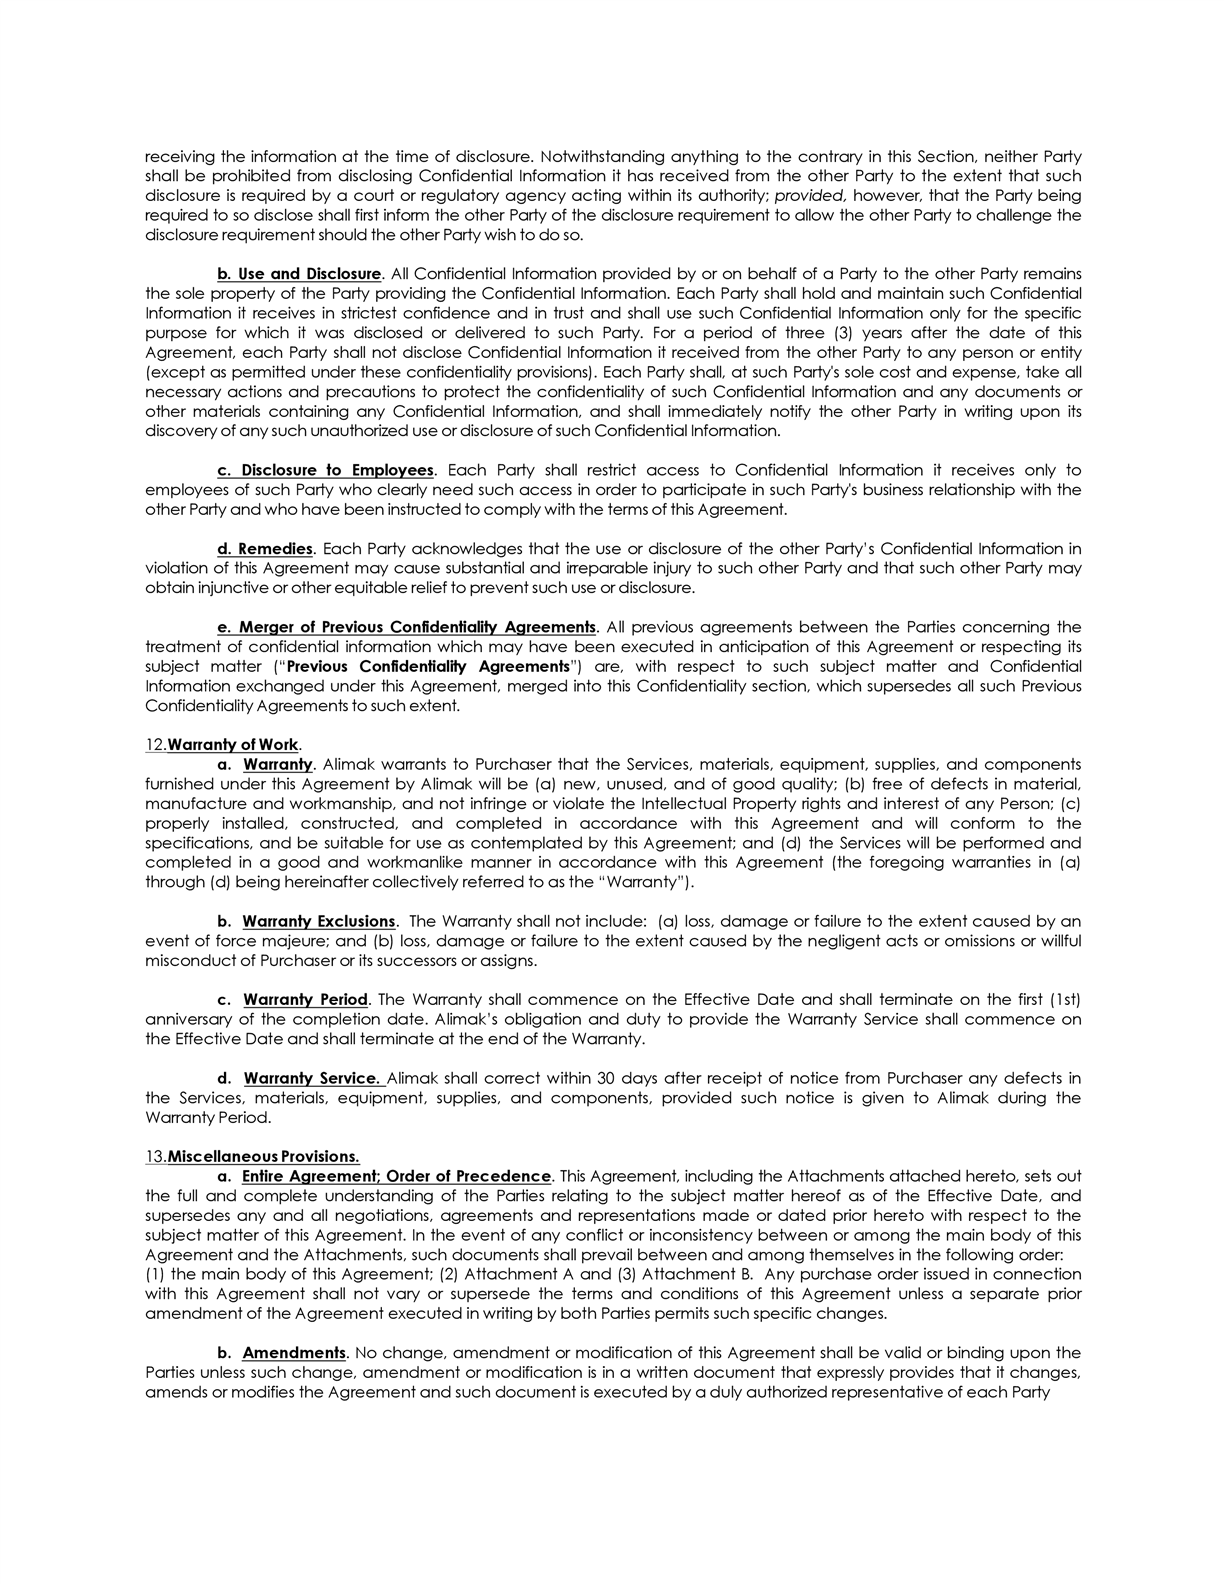 receiving the information at the time of disclosure. Notwithstanding anything to the contrary in this Section, neither Party
shall be prohibited from disclosing Confidential Information it has received from the other Party to the extent that such
disclosure is required by a court or regulatory agency acting within its authority; provided, however, that the Party being
required to so disclose shall first inform the other Party of the disclosure requirement to allow the other Party to challenge the
disclosure requirement should the other Party wish to do so.
b. Use and Disclosure. All Confidential Information provided by or on behalf of a Party to the other Party remains
the sole property of the Party providing the Confidential Information. Each Party shall hold and maintain such Confidential
Information it receives in strictest confidence and in trust and shall use such Confidential Information only for the specific
purpose for which it was disclosed or delivered to such Party. For a period of three (3) years after the date of this
Agreement, each Party shall not disclose Confidential Information it received from the other Party to any person or entity
(except as permitted under these confidentiality provisions). Each Party shall, at such Party's sole cost and expense, take all
necessary actions and precautions to protect the confidentiality of such Confidential Information and any documents or
other materials containing any Confidential Information, and shall immediately notify the other Party in writing upon its
discovery of any such unauthorized use or disclosure of such Confidential Information.
c. Disclosure to Employees. Each Party shall restrict access to Confidential Information it receives only to
employees of such Party who clearly need such access in order to participate in such Party's business relationship with the
other Party and who have been instructed to comply with the terms of this Agreement.
d. Remedies. Each Party acknowledges that the use or disclosure of the other Party's Confidential Information in
violation of this Agreement may cause substantial and irreparable injury to such other Party and that such other Party may
obtain injunctive or other equitable relief to prevent such use or disclosure.
e. Merger of Previous Confidentiality Agreements. All previous agreements between the Parties concerning the
treatment of confidential information which may have been executed in anticipation of this Agreement or respecting its
subject matter (“Previous Confidentiality Agreements”) are, with respect to such subject matter and Confidential
Information exchanged under this Agreement, merged into this Confidentiality section, which supersedes all such Previous
Confidentiality Agreements to such extent.
12.Warranty of Work.
a. Warranty. Alimak warrants to Purchaser that the Services, materials, equipment, supplies, and components
furnished under this Agreement by Alimak will be (a) new, unused, and of good quality; (b) free of defects in material,
manufacture and workmanship, and not infringe or violate the Intellectual Property rights and interest of any Person; (c)
properly installed, constructed, and completed in accordance with this Agreement and will conform to the
specifications, and be suitable for use as contemplated by this Agreement; and (d) the Services will be performed and
completed in a good and workmanlike manner in accordance with this Agreement (the foregoing warranties in (a)
through (d) being hereinafter collectively referred to as the “Warranty”).
b. Warranty Exclusions. The Warranty shall not include: (a) loss, damage or failure to the extent caused by an
event of force majeure; and (b) loss, damage or failure to the extent caused by the negligent acts or omissions or willful
misconduct of Purchaser or its successors or assigns.
c. Warranty Period. The Warranty shall commence on the Effective Date and shall terminate on the first (1st)
anniversary of the completion date. Alimak’s obligation and duty to provide the Warranty Service shall commence on
the Effective Date and shall terminate at the end of the Warranty.
d. Warranty Service. Alimak shall correct within 30 days after receipt of notice from Purchaser any defects in
the Services, materials, equipment, supplies, and components, provided such notice is given to Alimak during the
Warranty Period.
13.Miscellaneous Provisions.
a. Entire Agreement; Order of Precedence. This Agreement, including the Attachments attached hereto, sets out
the full and complete understanding of the Parties relating to the subject matter hereof as of the Effective Date, and
supersedes any and all negotiations, agreements and representations made or dated prior hereto with respect to the
subject matter of this Agreement. In the event of any conflict or inconsistency between or among the main body of this
Agreement and the Attachments, such documents shall prevail between and among themselves in the following order:
(1) the main body of this Agreement; (2) Attachment A and (3) Attachment B. Any purchase order issued in connection
with this Agreement shall not vary or supersede the terms and conditions of this Agreement unless a separate prior
amendment of the Agreement executed in writing by both Parties permits such specific changes.
b. Amendments. No change, amendment or modification of this Agreement shall be valid or binding upon the
Parties unless such change, amendment or modification is in a written document that expressly provides that it changes,
amends or modifies the Agreement and such document is executed by a duly authorized representative of each Party